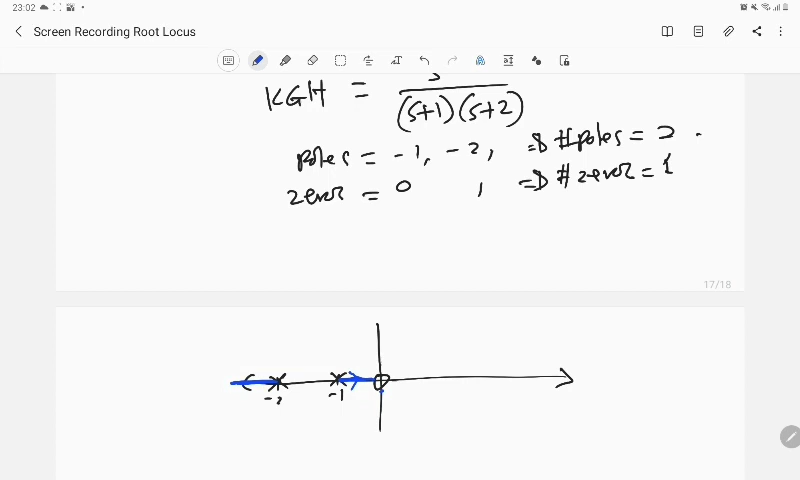 23:02
Screen Recording Root Locus
KGH = s / (s+1)(s+2)
poles = -1, -2, => #poles = 2
zeros = 0 , => #zeros = 1
17/18
-2 -1